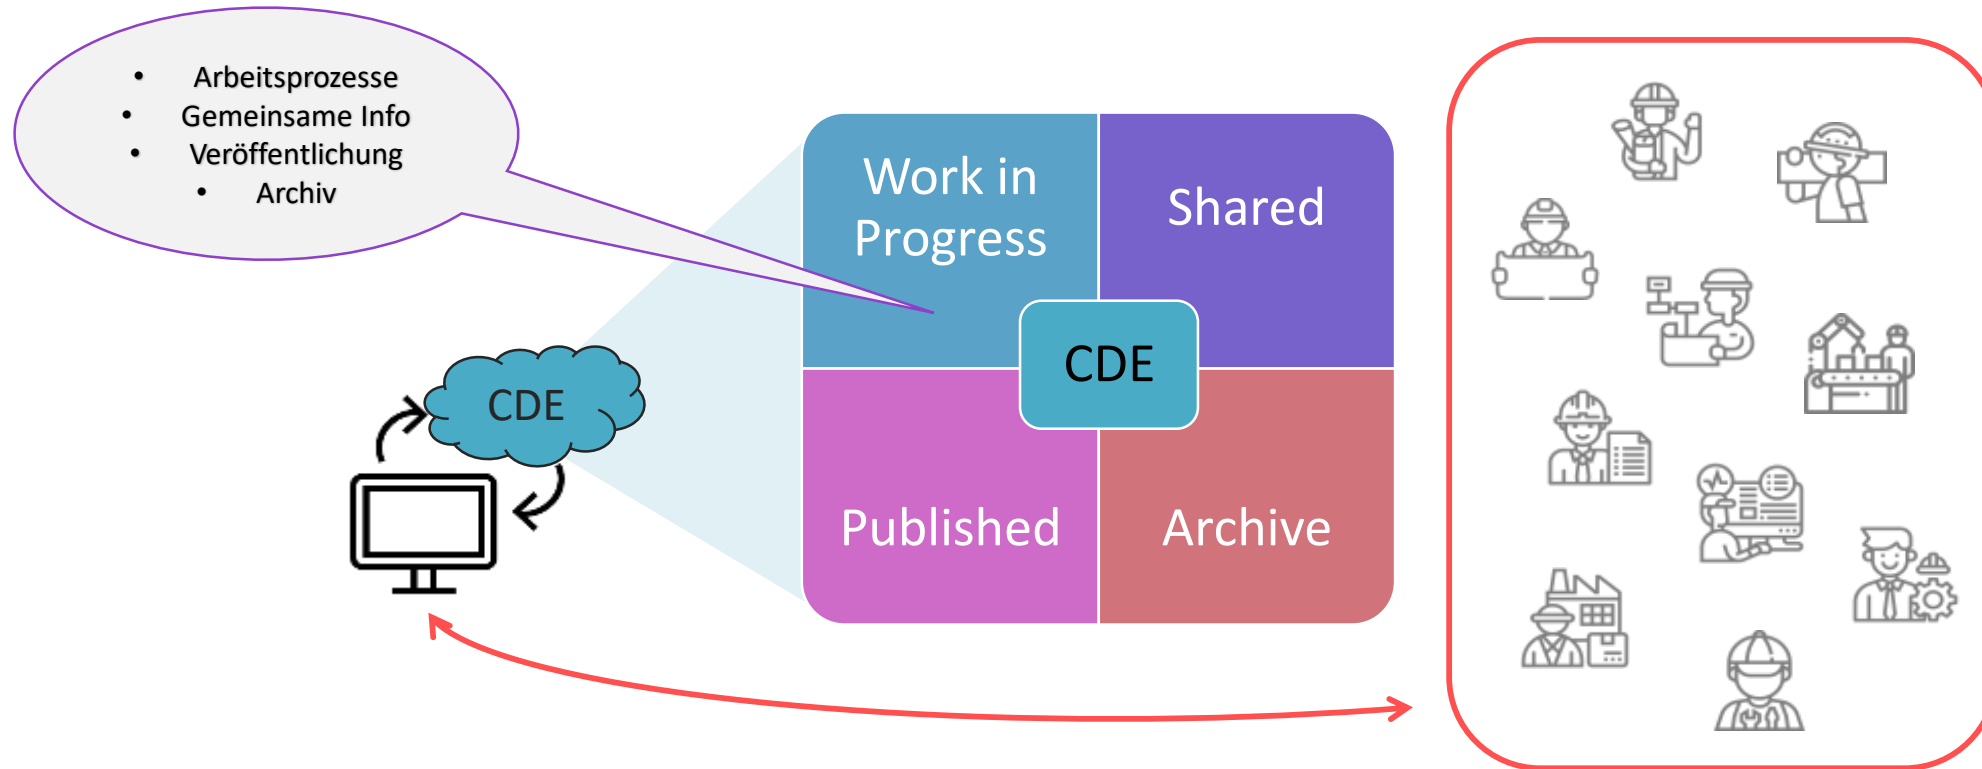 • Arbeitsprozesse
• Gemeinsame Info
• Veröffentlichung
• Archiv
Work in
Progress
Shared
CDE
CDE
Published
Archive